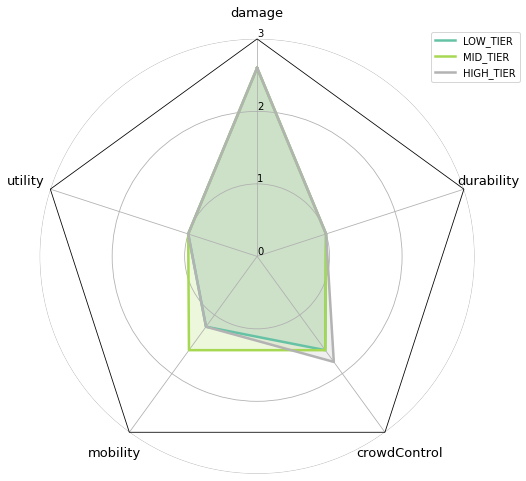 damage
3
LOW_TIER
MID_TIER
HIGH_TIER
2
utility
1
durability
0
mobility
crowdControl